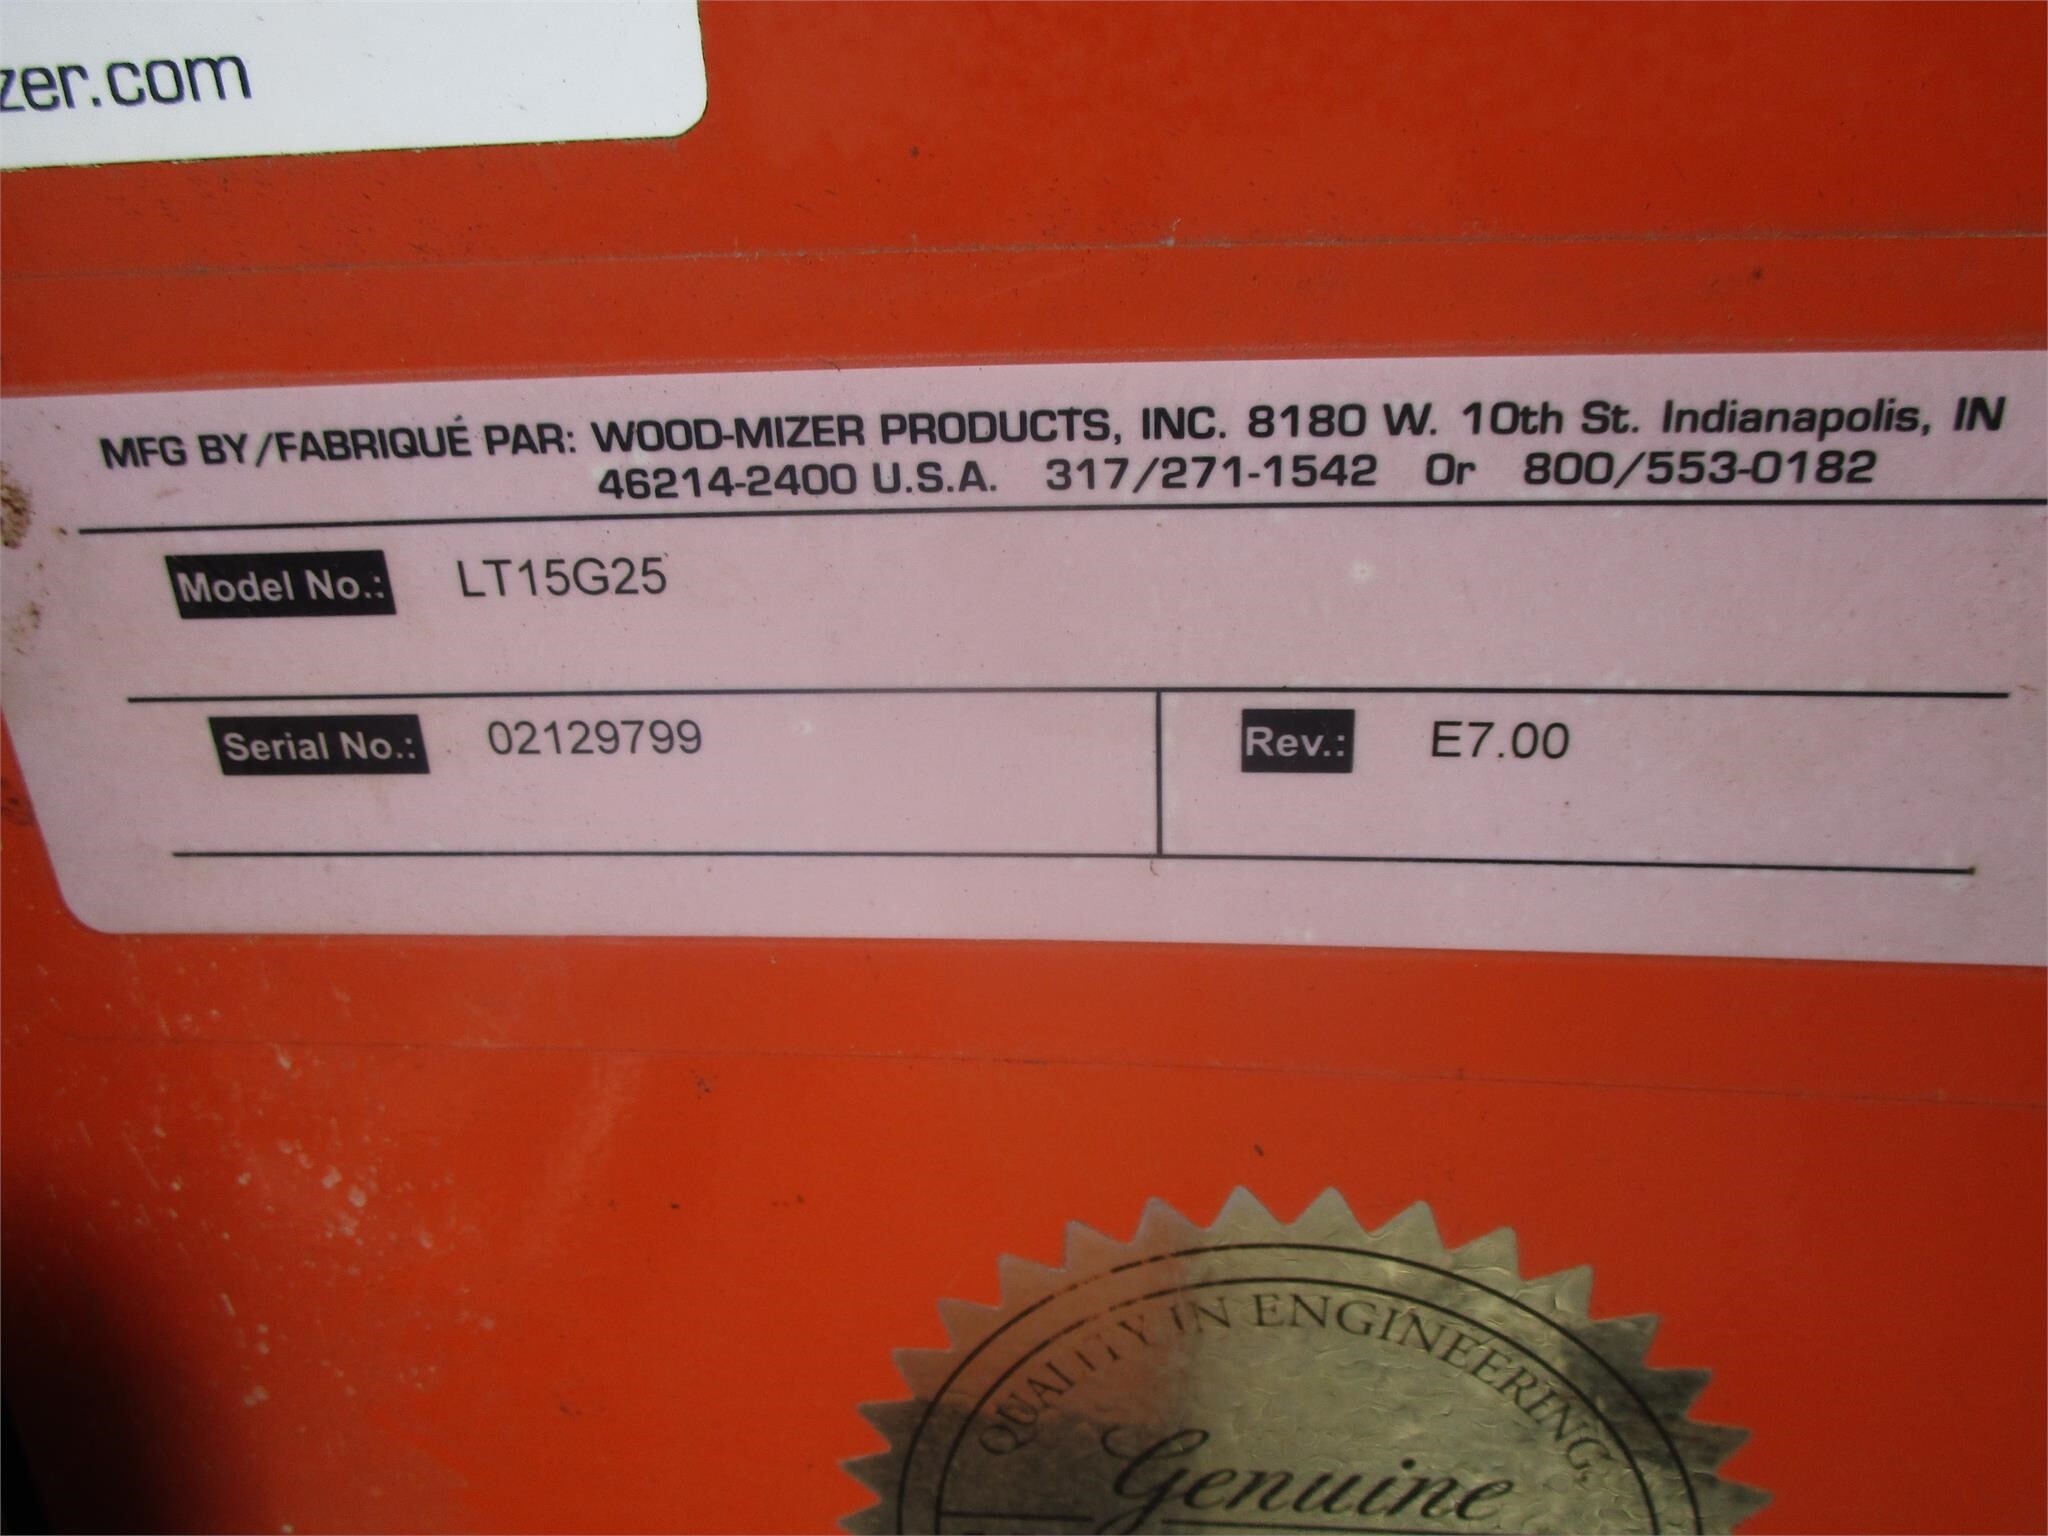 zer.com
MFG BY/FABRIQUÉ PAR: WOOD-MIZER PRODUCTS, INC. 8180 W. 10th St. Indianapolis, IN
46214-2400 U.S.A. 317/271-1542 Or 800/553-0182
Model No.: LT15G25
Serial No.: 02129799 Rev.: E7.00
QUALITY IN ENGINEERING
Genuine